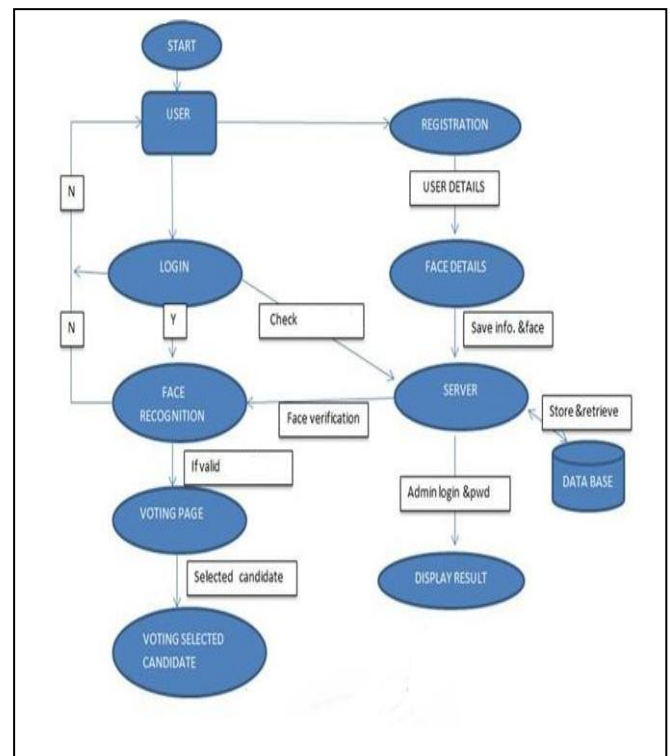 START
USER
REGISTRATION
USER DETAILS
N
LOGIN
FACE DETAILS
N
Y
Check
Save info. &face
FACE
RECOGNITION
SERVER
Face verification
Store &retrieve
If valid
DATA BASE
Admin login &pwd
VOTING PAGE
Selected candidate
DISPLAY RESULT
VOTING SELECTED
CANDIDATE